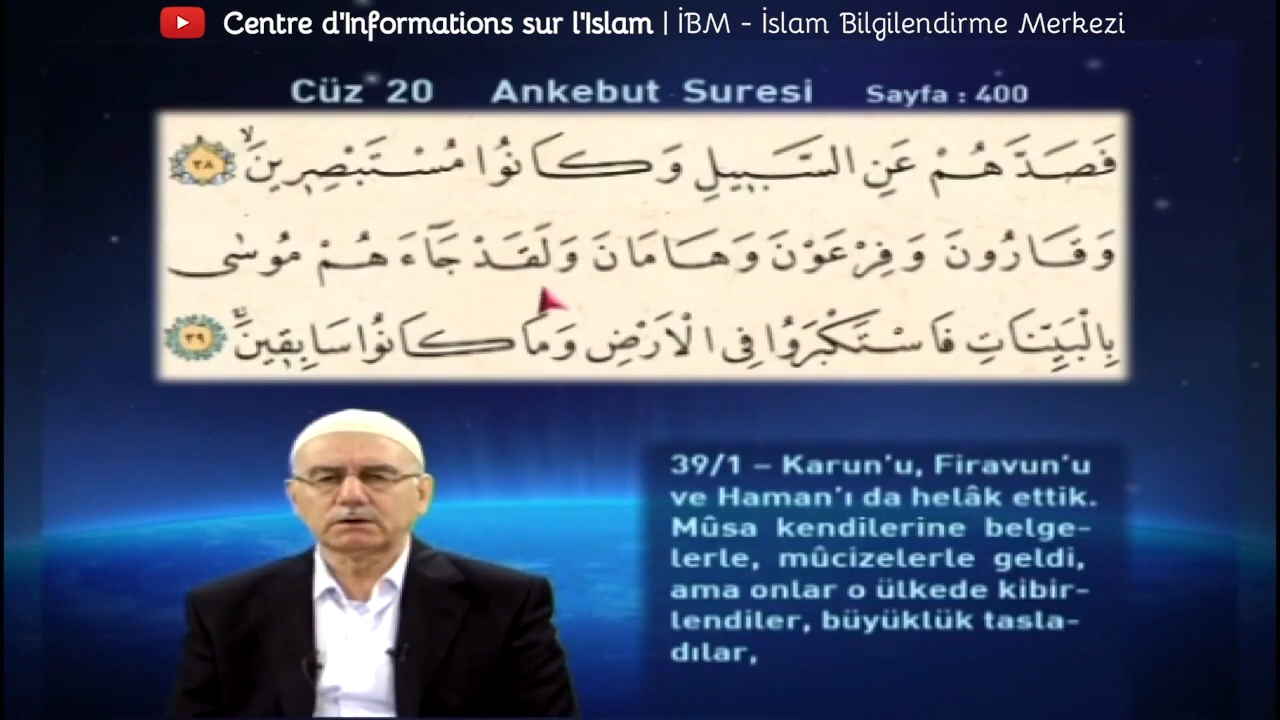 Centre d'Informations sur l'Islam | İBM - İslam Bilgilendirme Merkezi
Cüz 20 Ankebut Suresi Sayfa : 400
فَصَدَّهُمْ عَنِ السَّبٖيلِ وَكَانُوا مُسْتَبْصِرٖينَۙ ٣٨
وَقَارُونَ وَفِرْعَوْنَ وَهَامَانَ وَلَقَدْ جَٓاءَهُمْ مُوسٰى
بِالْبَيِّنَاتِ فَاسْتَكْبَرُوا فِى الْاَرْضِ وَمَا كَانُوا سَابِقٖينَۚ ٣٩
39/1 – Karun'u, Firavun'u
ve Haman'ı da helâk ettik.
Mûsa kendilerine belge-
lerle, mûcizelerle geldi,
ama onlar o ülkede kibir-
lendiler, büyüklük tasla-
dılar,